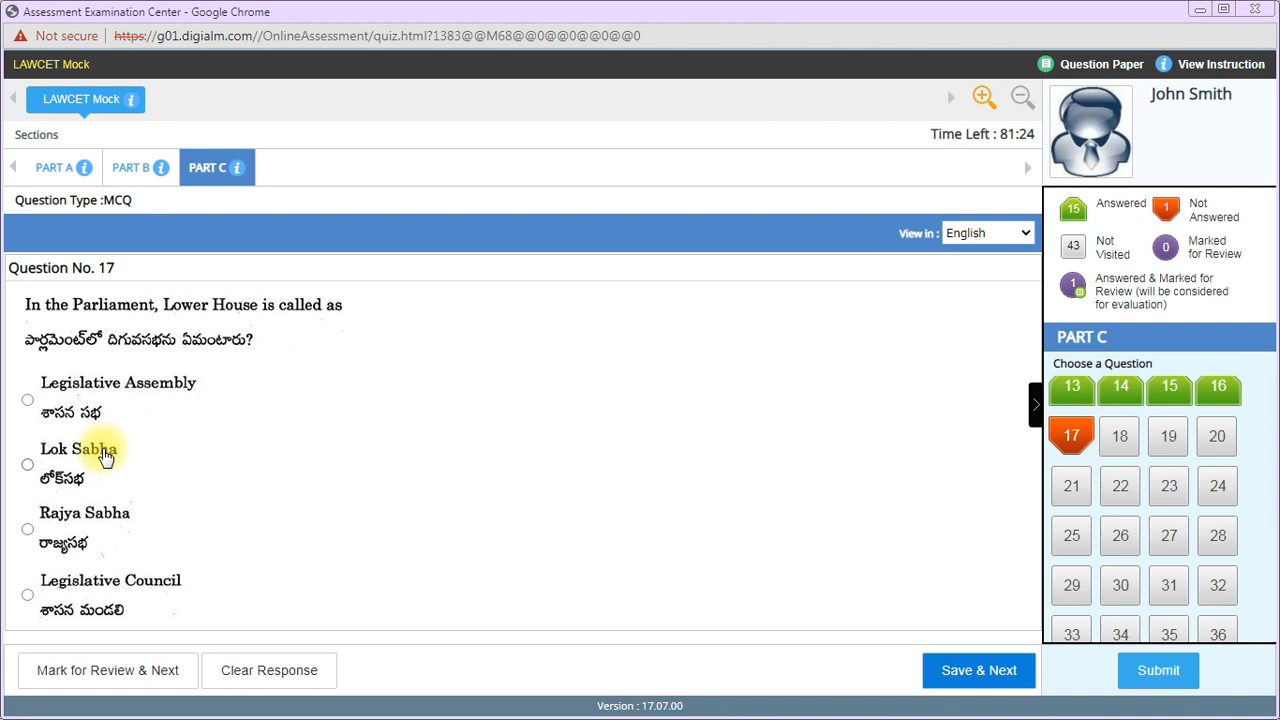 Assessment Examination Center - Google Chrome
Not secure https://g01.digialm.com//OnlineAssessment/quiz.html?1383@@M68@@0@@0@@0@@0
LAWCET Mock
Question Paper
View Instruction
LAWCET Mock
John Smith
Sections
Time Left : 81:24
PART A
PART B
PART C
Question Type :MCQ
View in : English
Question No. 17
In the Parliament, Lower House is called as
పార్లమెంట్‌లో దిగువసభను ఏమంటారు?
Legislative Assembly
శాసన సభ
Lok Sabha
లోక్‌సభ
Rajya Sabha
రాజ్యసభ
Legislative Council
శాసన మండలి
15 Answered
1 Not Answered
43 Not Visited
0 Marked for Review
1 Answered & Marked for
Review (will be considered
for evaluation)
PART C
Choose a Question
13 14 15 16
17 18 19 20
21 22 23 24
25 26 27 28
29 30 31 32
33 34 35 36
Mark for Review & Next
Clear Response
Save & Next
Submit
Version : 17.07.00